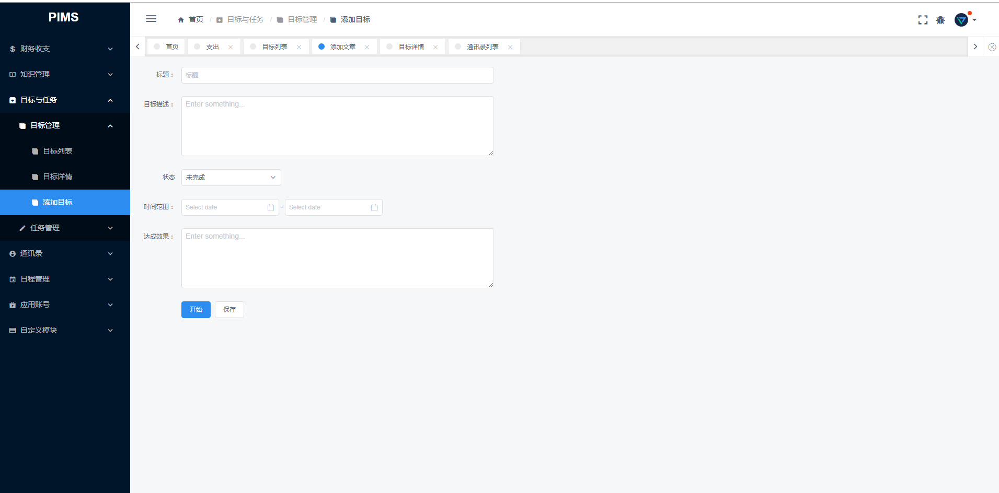 PIMS
财务收支
知识管理
目标与任务
目标管理
目标列表
目标详情
添加目标
任务管理
通讯录
日程管理
应用账号
自定义模块
首页 / 目标与任务 / 目标管理 / 添加目标
首页 支出 目标列表 添加文章 目标详情 通讯录列表
标题： 标题
目标描述： Enter something...
状态 未完成
时间范围： Select date - Select date
达成效果： Enter something...
开始 保存